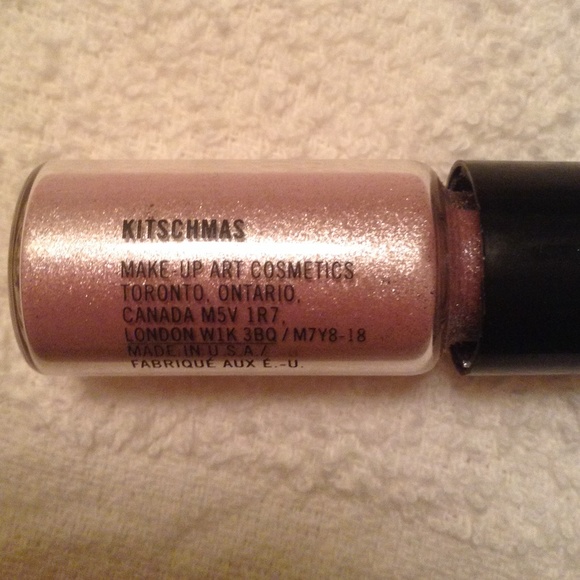 KITSCHMAS
MAKE-UP ART COSMETICS
TORONTO, ONTARIO,
CANADA M5V 1R7,
LONDON W1K 3BQ / M7Y8-18
MADE IN U.S.A./
FABRIQUÉ AUX É.-U.